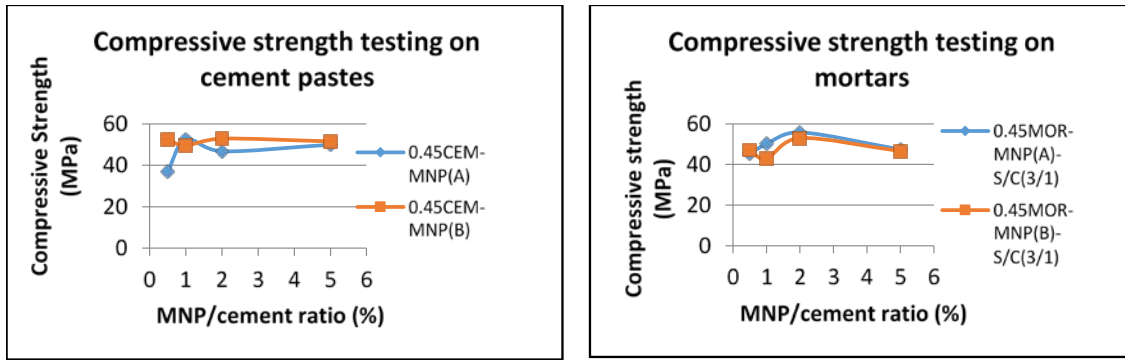 Compressive strength testing on
cement pastes
Compressive Strength
(MPa)
60
40
20
0
0 1 2 3 4 5 6
MNP/cement ratio (%)
0.45CEM-
MNP(A)
0.45CEM-
MNP(B)
Compressive strength testing on
mortars
Compressive strength
(MPa)
60
40
20
0
0 1 2 3 4 5 6
MNP/cement ratio (%)
0.45MOR-
MNP(A)-
S/C(3/1)
0.45MOR-
MNP(B)-
S/C(3/1)